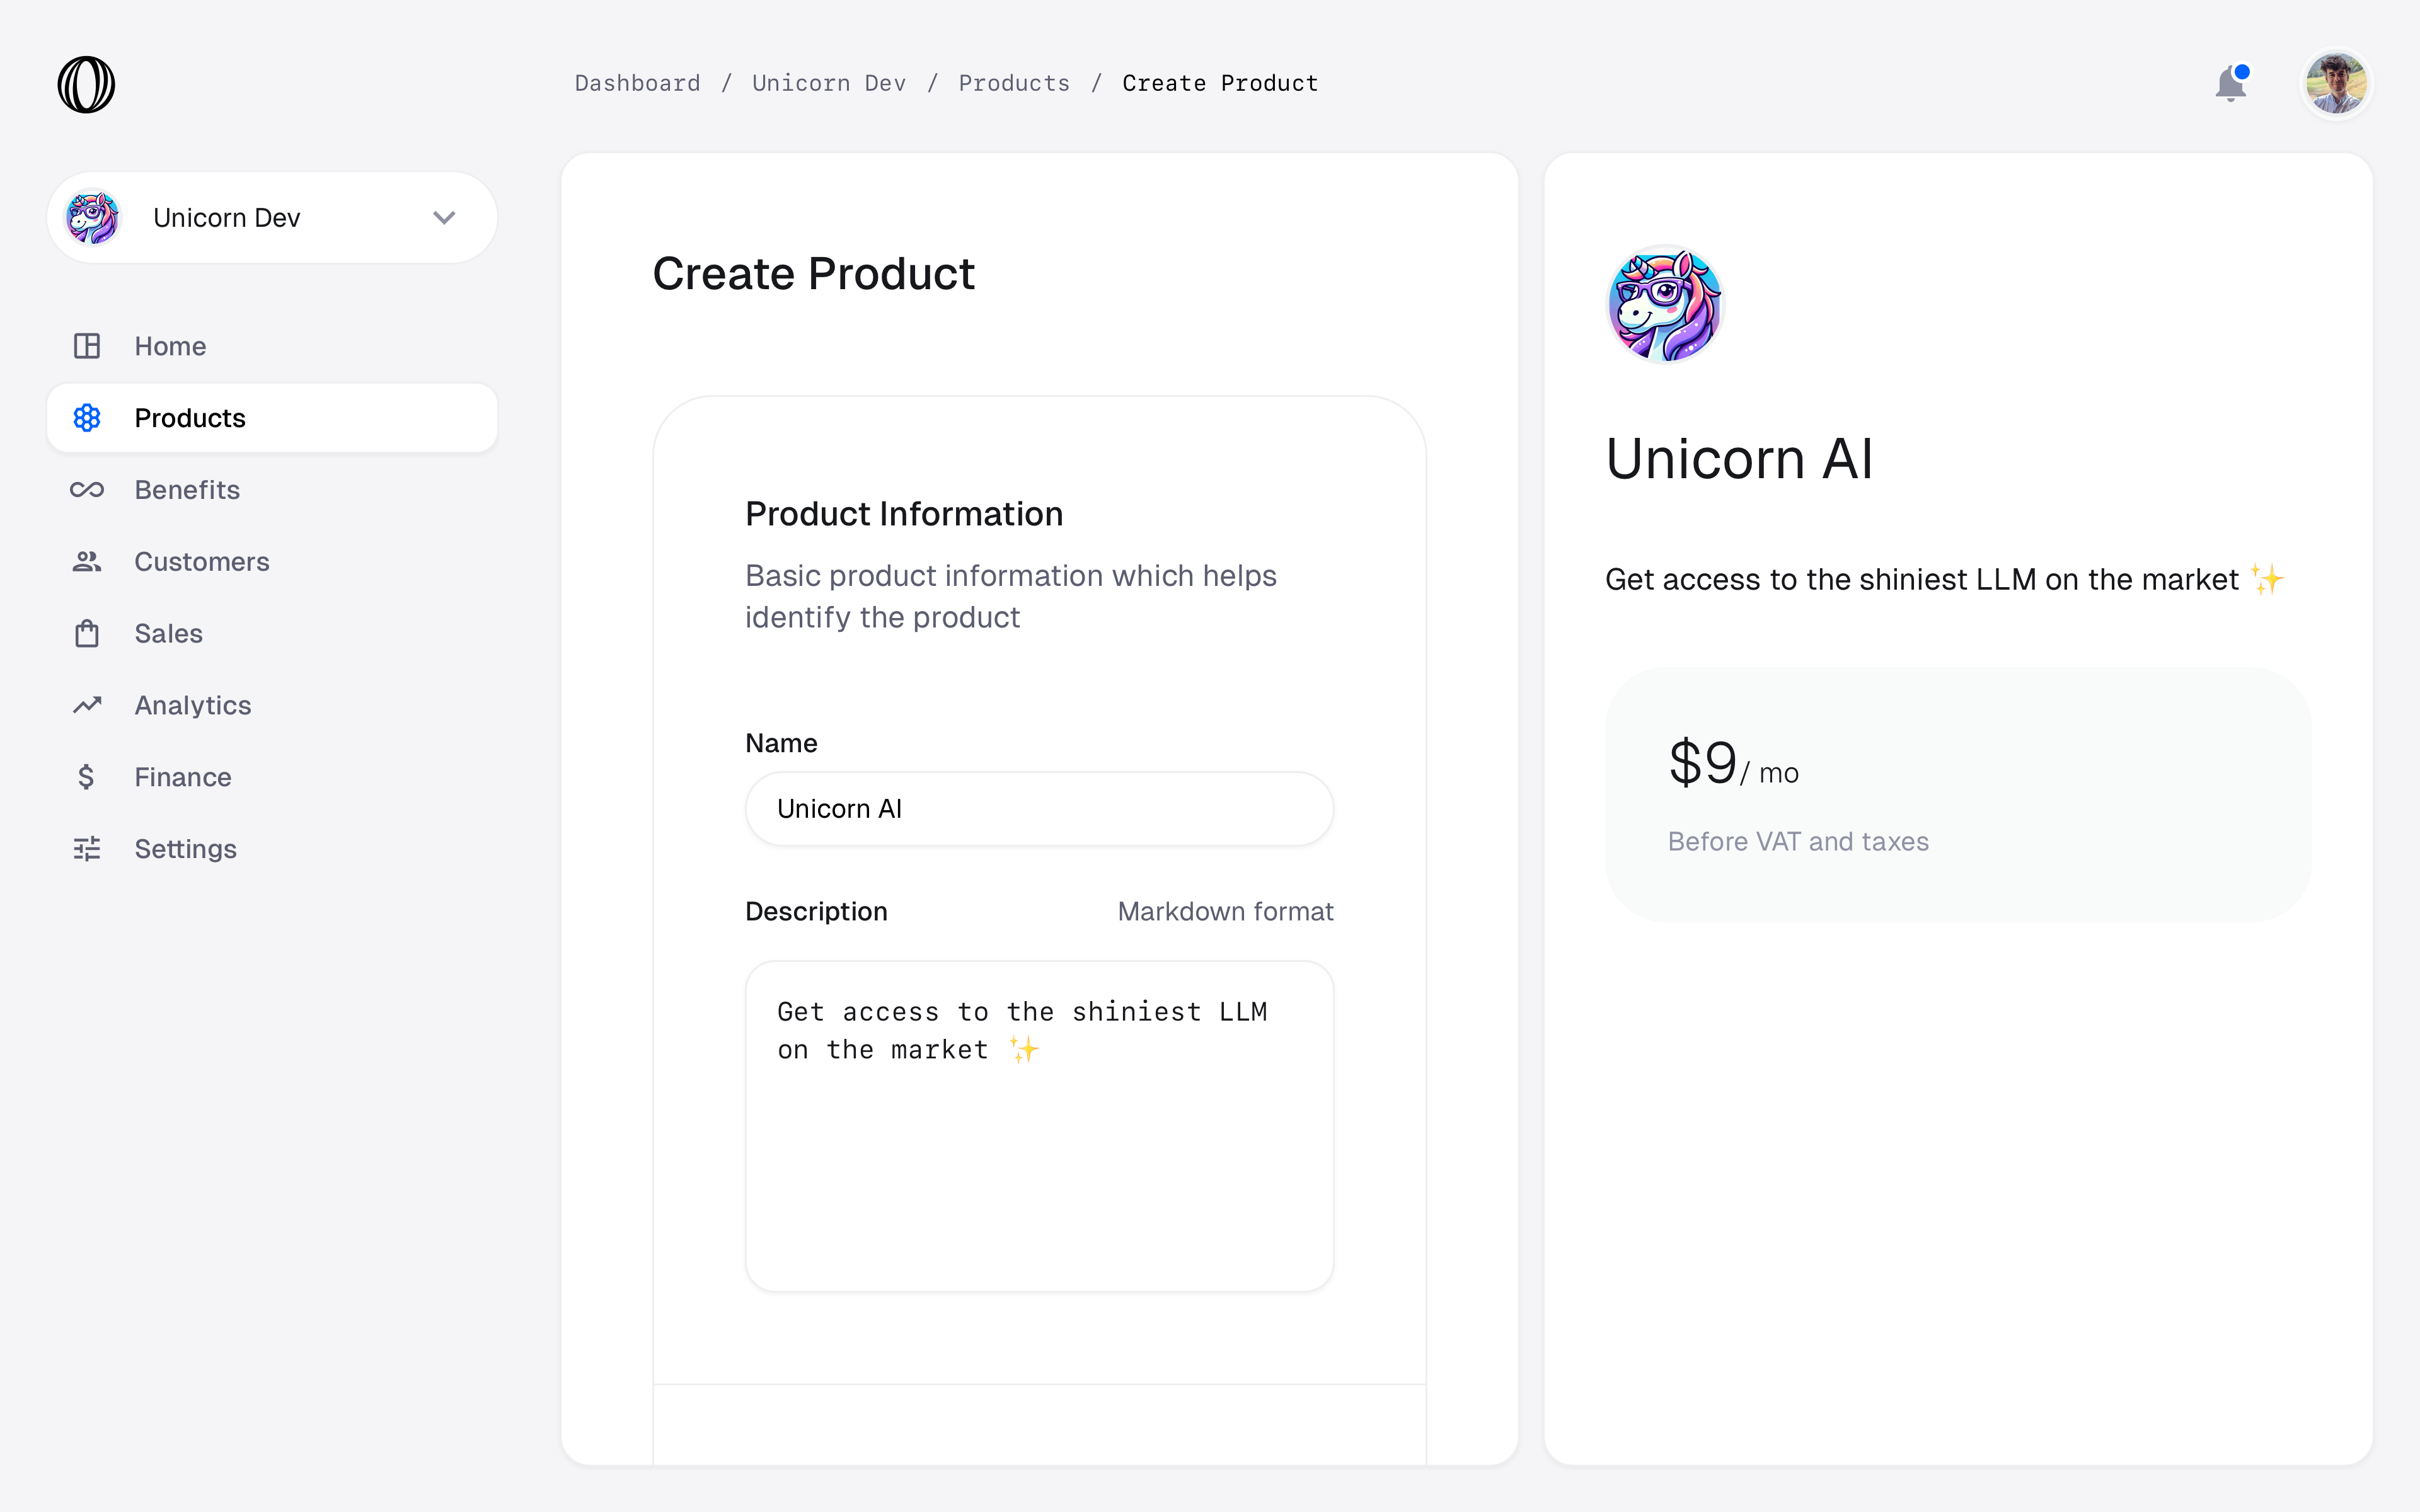 Dashboard / Unicorn Dev / Products / Create Product
Unicorn Dev
Home
Products
Benefits
Customers
Sales
Analytics
Finance
Settings
Create Product
Product Information
Basic product information which helps
identify the product
Name
Unicorn AI
Description
Markdown format
Get access to the shiniest LLM
on the market ✨
Unicorn AI
Get access to the shiniest LLM on the market ✨
$9/ mo
Before VAT and taxes